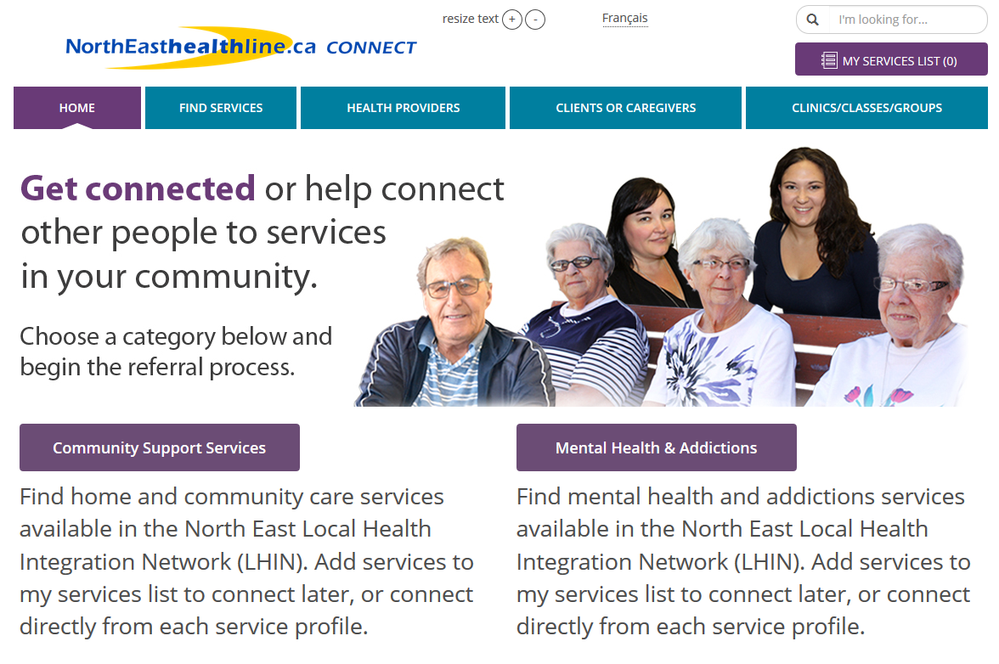 resize text + -
Français
I'm looking for...
NorthEasthealthline.ca CONNECT
MY SERVICES LIST (0)
HOME
FIND SERVICES
HEALTH PROVIDERS
CLIENTS OR CAREGIVERS
CLINICS/CLASSES/GROUPS
Get connected or help connect
other people to services
in your community.
Choose a category below and
begin the referral process.
Community Support Services
Find home and community care services
available in the North East Local Health
Integration Network (LHIN). Add services to
my services list to connect later, or connect
directly from each service profile.
Mental Health & Addictions
Find mental health and addictions services
available in the North East Local Health
Integration Network (LHIN). Add services to
my services list to connect later, or connect
directly from each service profile.